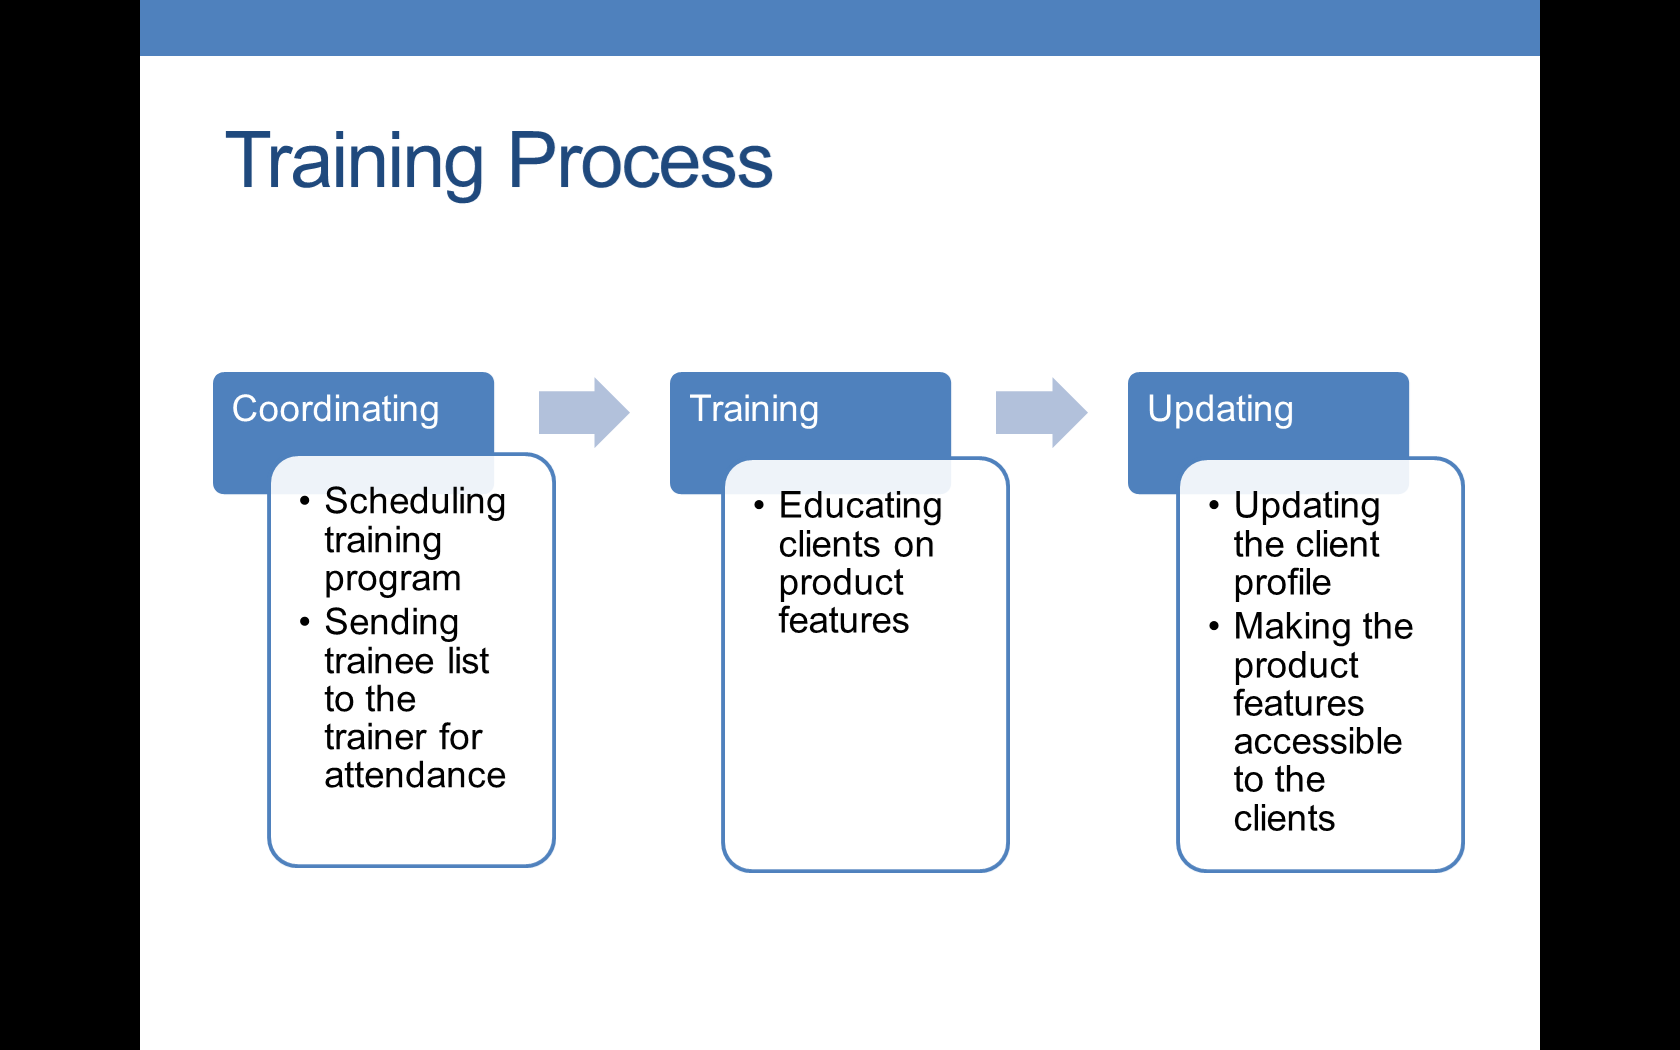 Training Process
Coordinating
• Scheduling
training
program
• Sending
trainee list
to the
trainer for
attendance
Training
• Educating
clients on
product
features
Updating
• Updating
the client
profile
• Making the
product
features
accessible
to the
clients